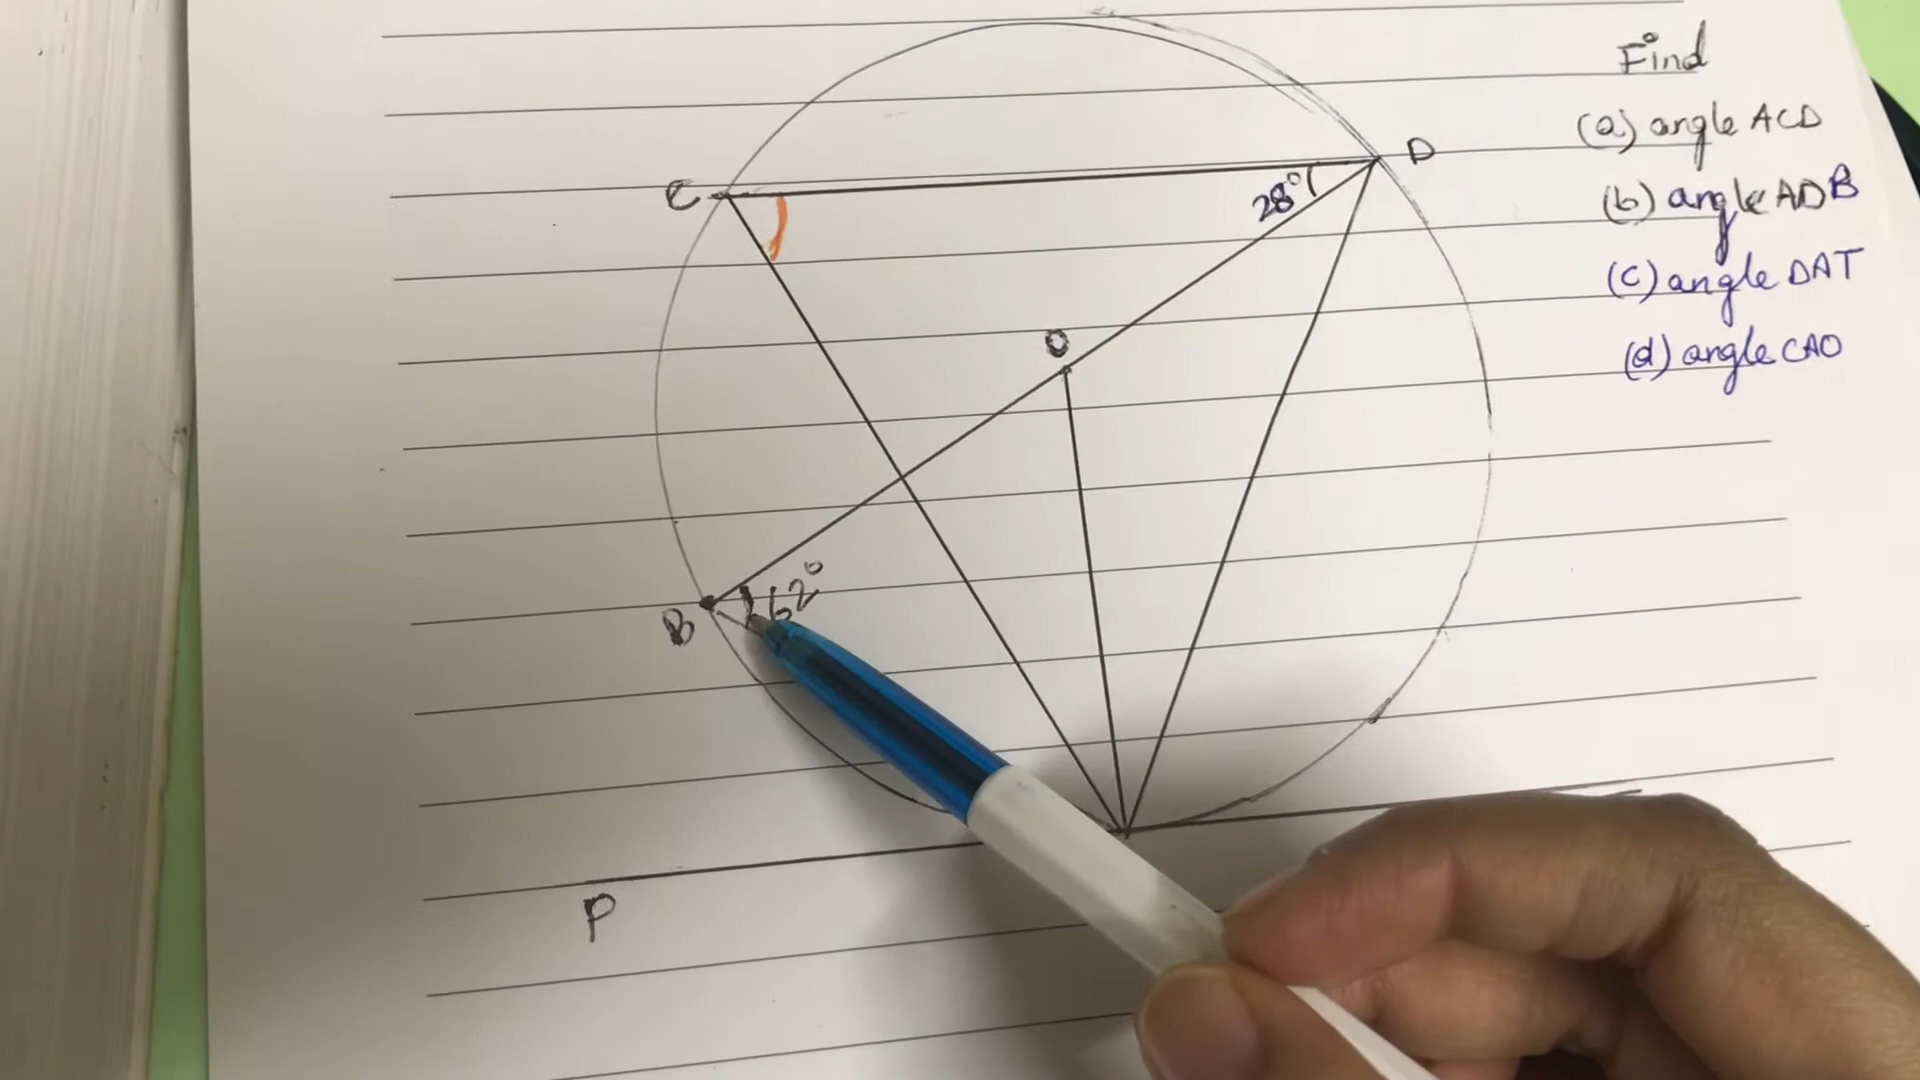 Find
(a) angle ACD
(b) angle ADB
(c) angle DAT
(d) angle CAO
C
D
28°
O
62°
B
P